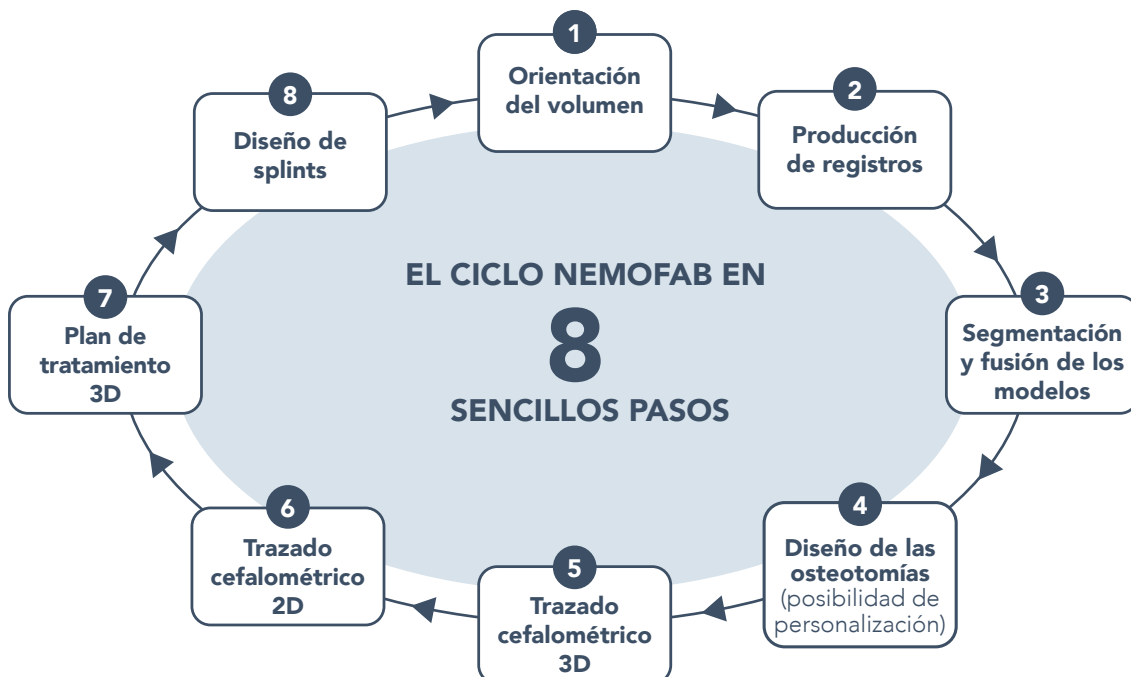 EL CICLO NEMOFAB EN
8
SENCILLOS PASOS
1
Orientación
del volumen
2
Producción
de registros
3
Segmentación
y fusión de los
modelos
4
Diseño de las
osteotomías
(posibilidad de
personalización)
5
Trazado
cefalométrico
3D
6
Trazado
cefalométrico
2D
7
Plan de
tratamiento
3D
8
Diseño de
splints